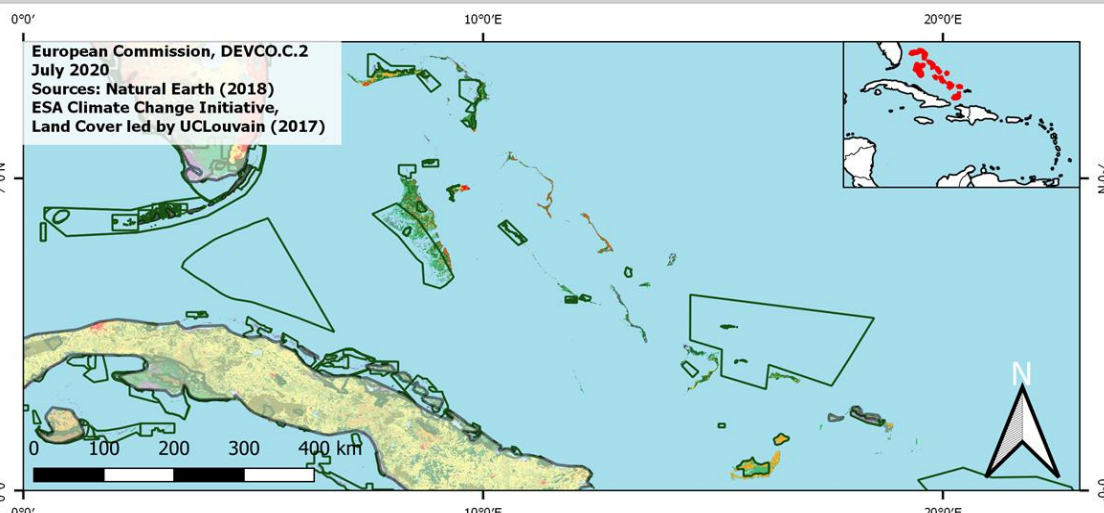 0°0′ 10°0′E 20°0′E
European Commission, DEVCO.C.2
July 2020
Sources: Natural Earth (2018)
ESA Climate Change Initiative,
Land Cover led by UCLouvain (2017)
N
0 100 200 300 400 km
0°0′ 10°0′E 20°0′E